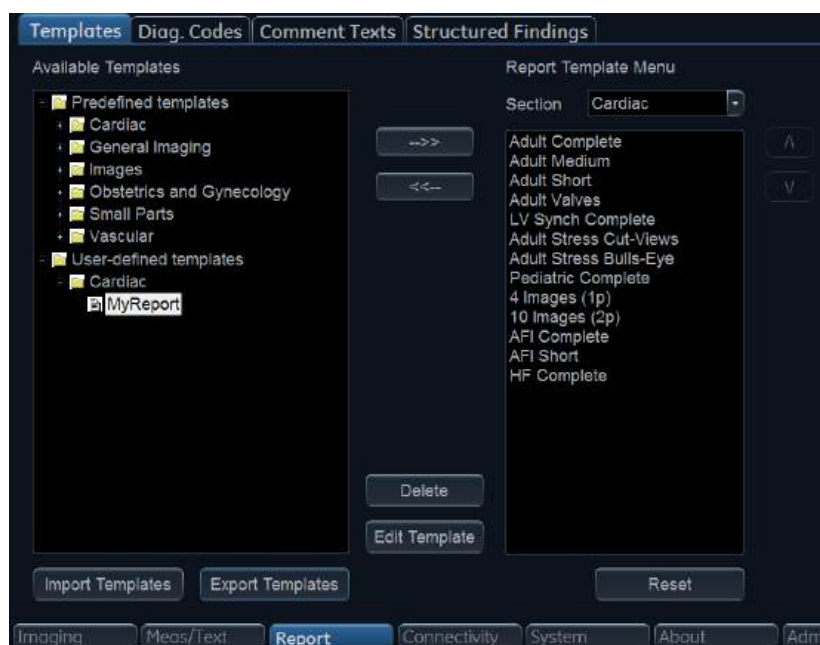 Templates Diag. Codes Comment Texts Structured Findings
Available Templates
Predefined templates
Cardiac
General Imaging
Images
Obstetrics and Gynecology
Small Parts
Vascular
User-defined templates
Cardiac
MyReport
Import Templates Export Templates
-->>
<<--
Delete
Edit Template
Report Template Menu
Section Cardiac
Adult Complete
Adult Medium
Adult Short
Adult Valves
LV Synch Complete
Adult Stress Cut-Views
Adult Stress Bulls-Eye
Pediatric Complete
4 Images (1p)
10 Images (2p)
AFI Complete
AFI Short
HF Complete
Reset
Imaging Meas/Text Report Connectivity System About Adm